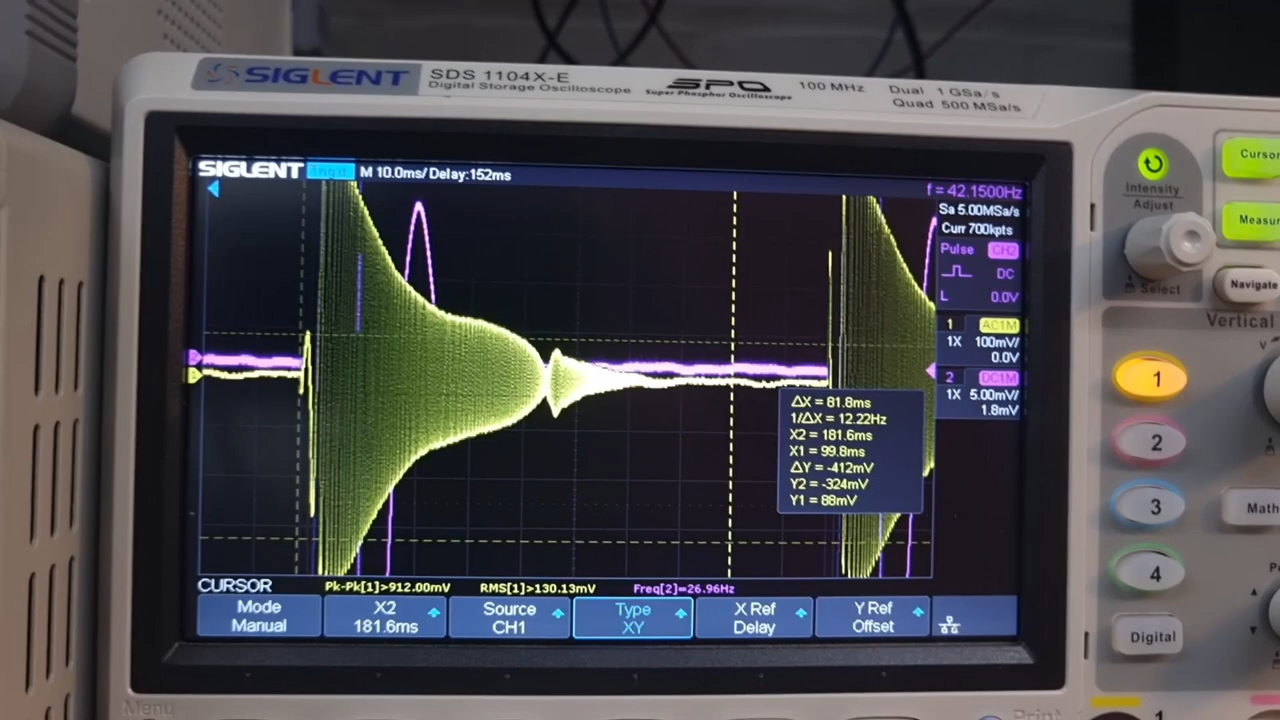 SIGLENT
SDS 1104X-E
Digital Storage Oscilloscope
SPO
Super Phosphor Oscilloscope
100 MHz
Dual 1 GSa/s
Quad 500 MSa/s
SIGLENT M 10.0ms/ Delay:152ms
f = 42.1500Hz
Sa 5.00MSa/s
Curr 700kpts
Pulse CH2
DC
L 0.0V
1 AC1M
1X 100mV/
0.0V
2 DC1M
1X 5.00mV/
1.8mV
ΔX = 81.8ms
1/ΔX = 12.22Hz
X2 = 181.6ms
X1 = 99.8ms
ΔY = -412mV
Y2 = -324mV
Y1 = 88mV
CURSOR
Pk-Pk[1]>912.00mV
RMS[1]>130.13mV
Freq[2]=26.96Hz
Mode
Manual
X2
181.6ms
Source
CH1
Type
XY
X Ref
Delay
Y Ref
Offset
Intensity
Adjust
Select
Cursor
Measur
Navigate
Vertical
1
2
3
4
Math
Digital
Menu
Print
1